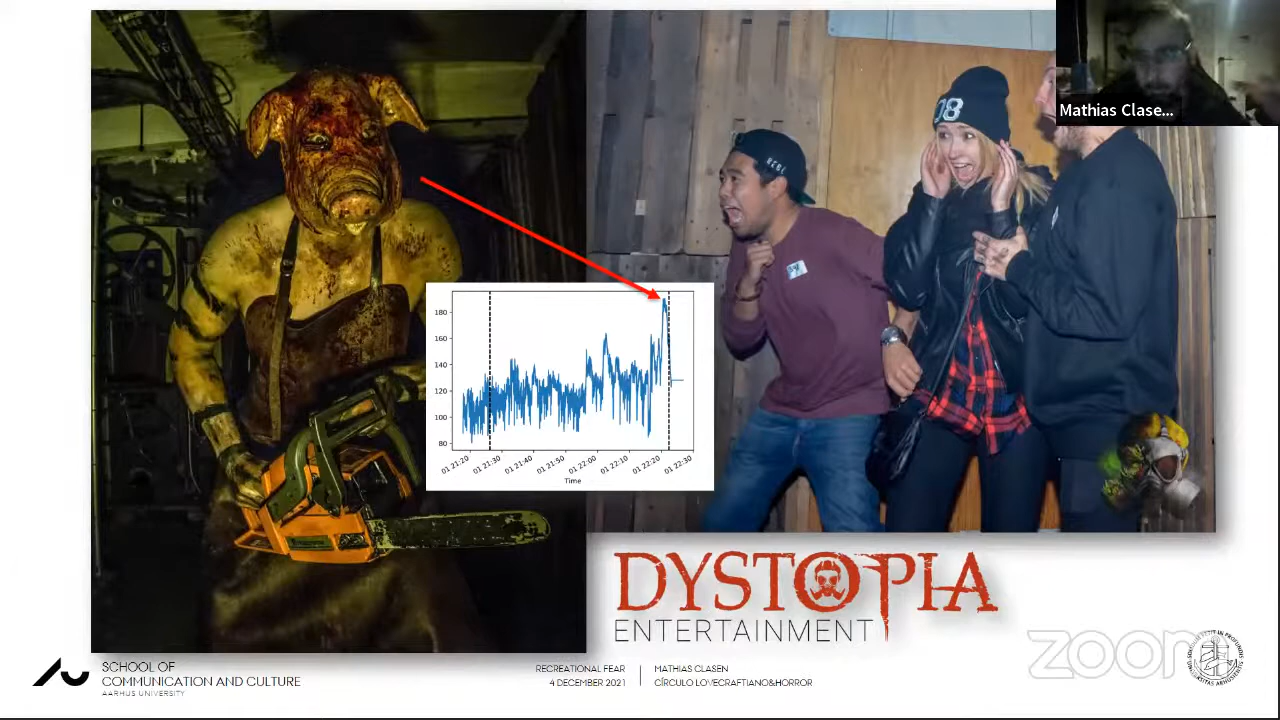 Mathias Clase...
08
180
160
140
120
100
80
01 21:20
01 21:30
01 21:40
01 21:50
01 22:00
01 22:10
01 22:20
01 22:30
Time
DYSTOPIA
ENTERTAINMENT
zoom
SCHOOL OF
COMMUNICATION AND CULTURE
AARHUS UNIVERSITY
RECREATIONAL FEAR
4 DECEMBER 2021
MATHIAS CLASEN
CÍRCULO LOVECRAFTIANO&HORROR